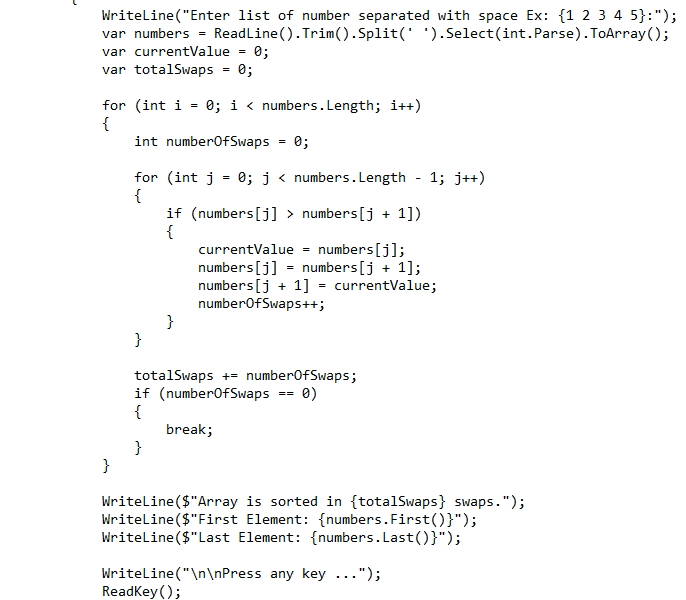 {
WriteLine("Enter list of number separated with space Ex: {1 2 3 4 5}:");
var numbers = ReadLine().Trim().Split(' ').Select(int.Parse).ToArray();
var currentValue = 0;
var totalSwaps = 0;

for (int i = 0; i < numbers.Length; i++)
{
    int numberOfSwaps = 0;

    for (int j = 0; j < numbers.Length - 1; j++)
    {
        if (numbers[j] > numbers[j + 1])
        {
            currentValue = numbers[j];
            numbers[j] = numbers[j + 1];
            numbers[j + 1] = currentValue;
            numberOfSwaps++;
        }
    }

    totalSwaps += numberOfSwaps;
    if (numberOfSwaps == 0)
    {
        break;
    }
}

WriteLine($"Array is sorted in {totalSwaps} swaps.");
WriteLine($"First Element: {numbers.First()}");
WriteLine($"Last Element: {numbers.Last()}");

WriteLine("\n\nPress any key ...");
ReadKey();